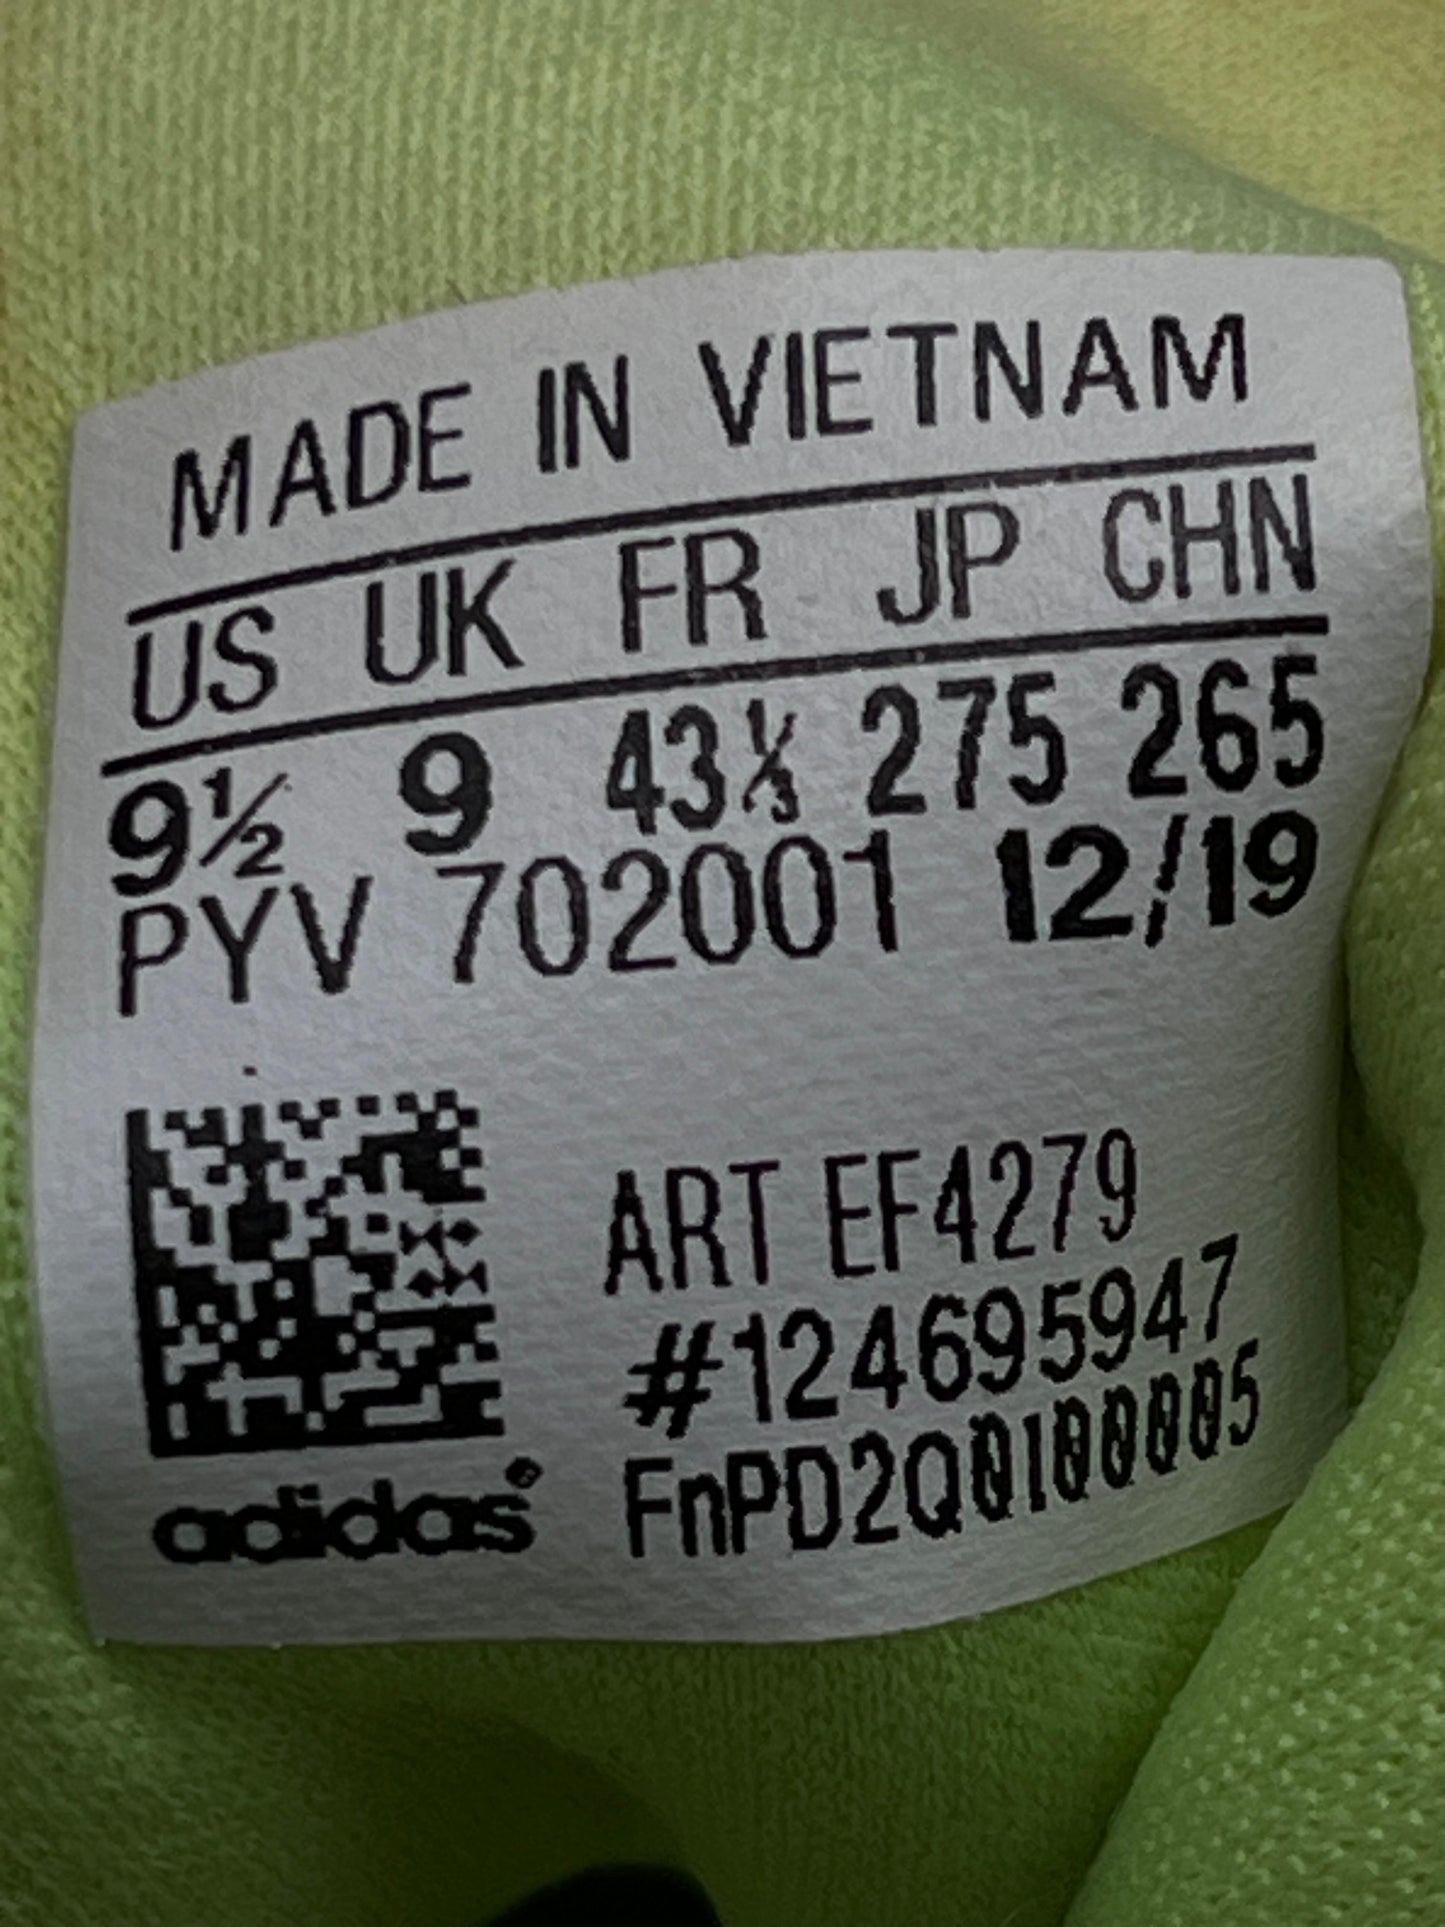 MADE IN VIETNAM
US UK FR JP CHN
9½ 9 43⅓ 275 265
PYV 702001 12/19
ART EF4279
#124695947
FnPD2Q0100005
adidas®